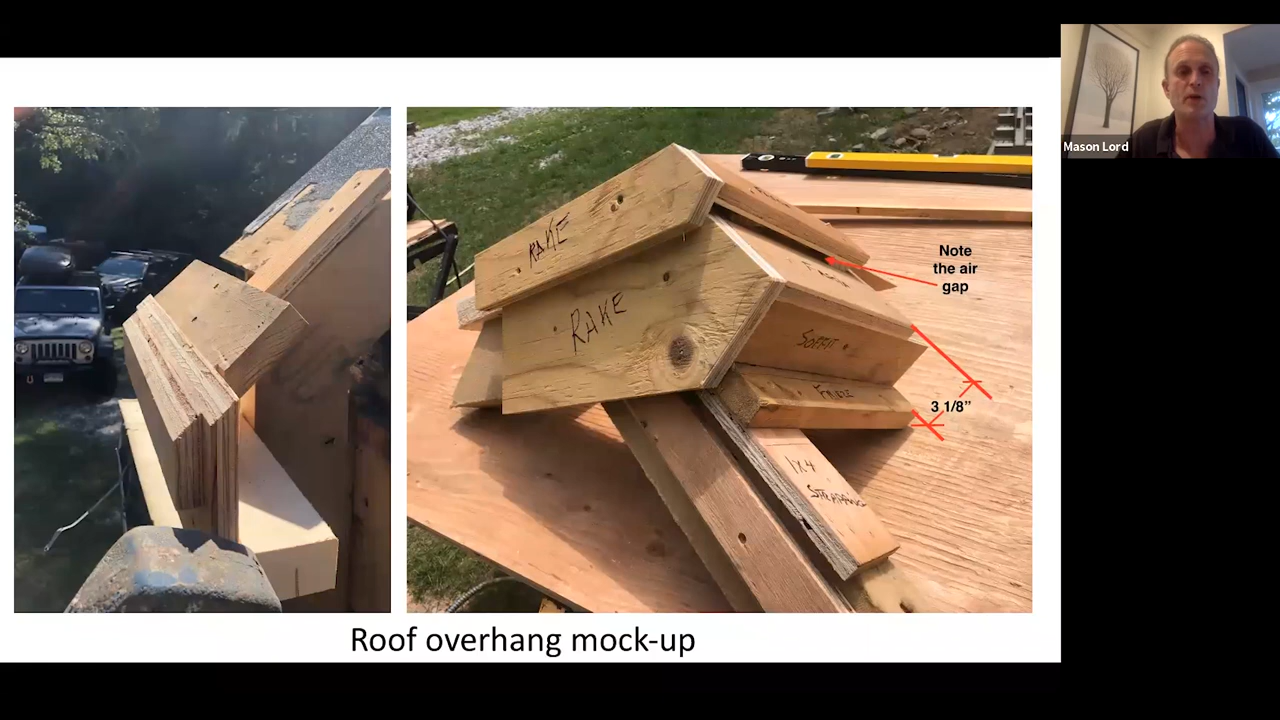 Mason Lord
RAKE
RAKE
SOFFIT
FRIEZE
1X4
STRAPPING
Note
the air
gap
3 1/8”
Roof overhang mock-up